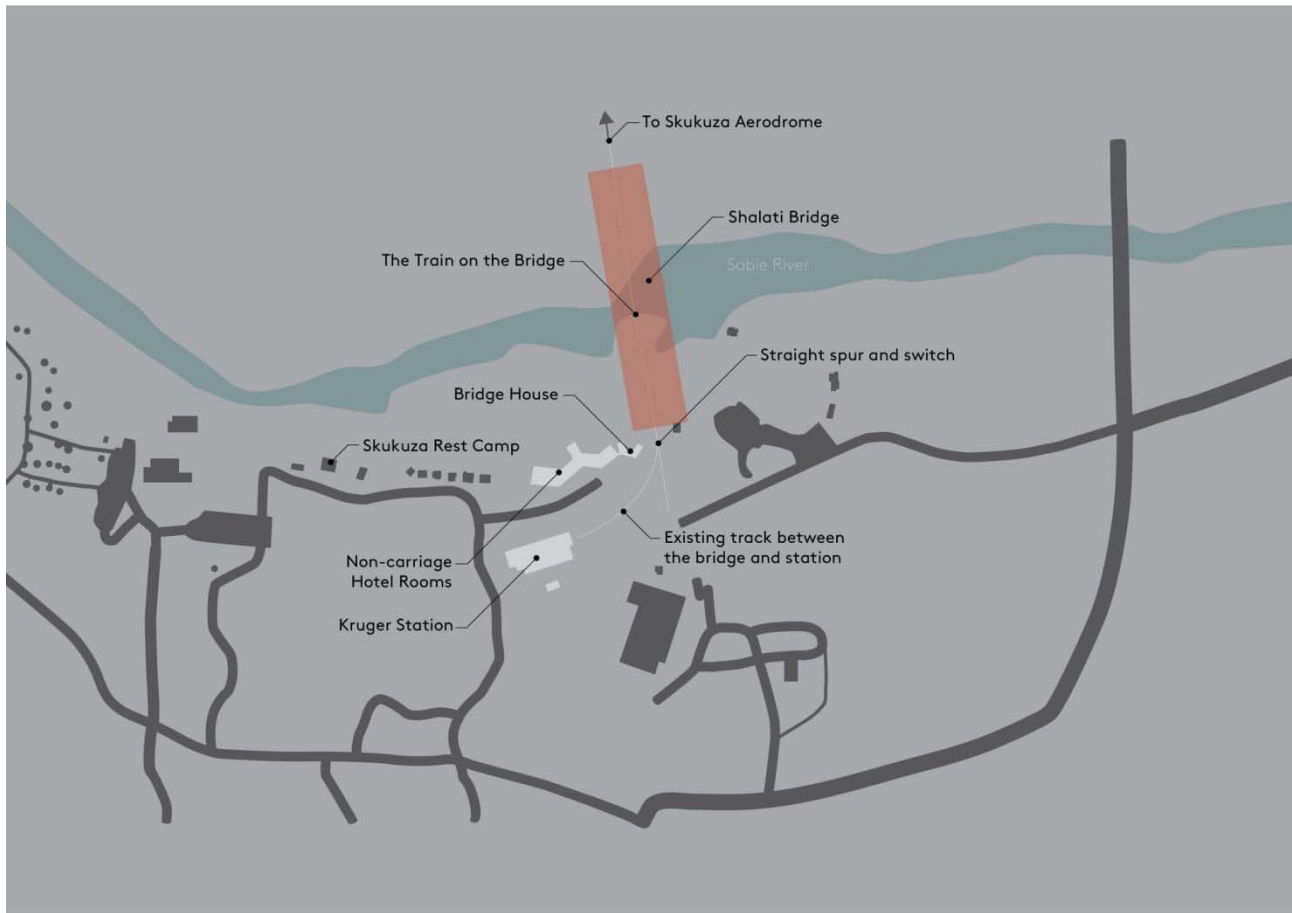 To Skukuza Aerodrome
Shalati Bridge
The Train on the Bridge
Sabie River
Straight spur and switch
Bridge House
Skukuza Rest Camp
Existing track between
the bridge and station
Non-carriage
Hotel Rooms
Kruger Station